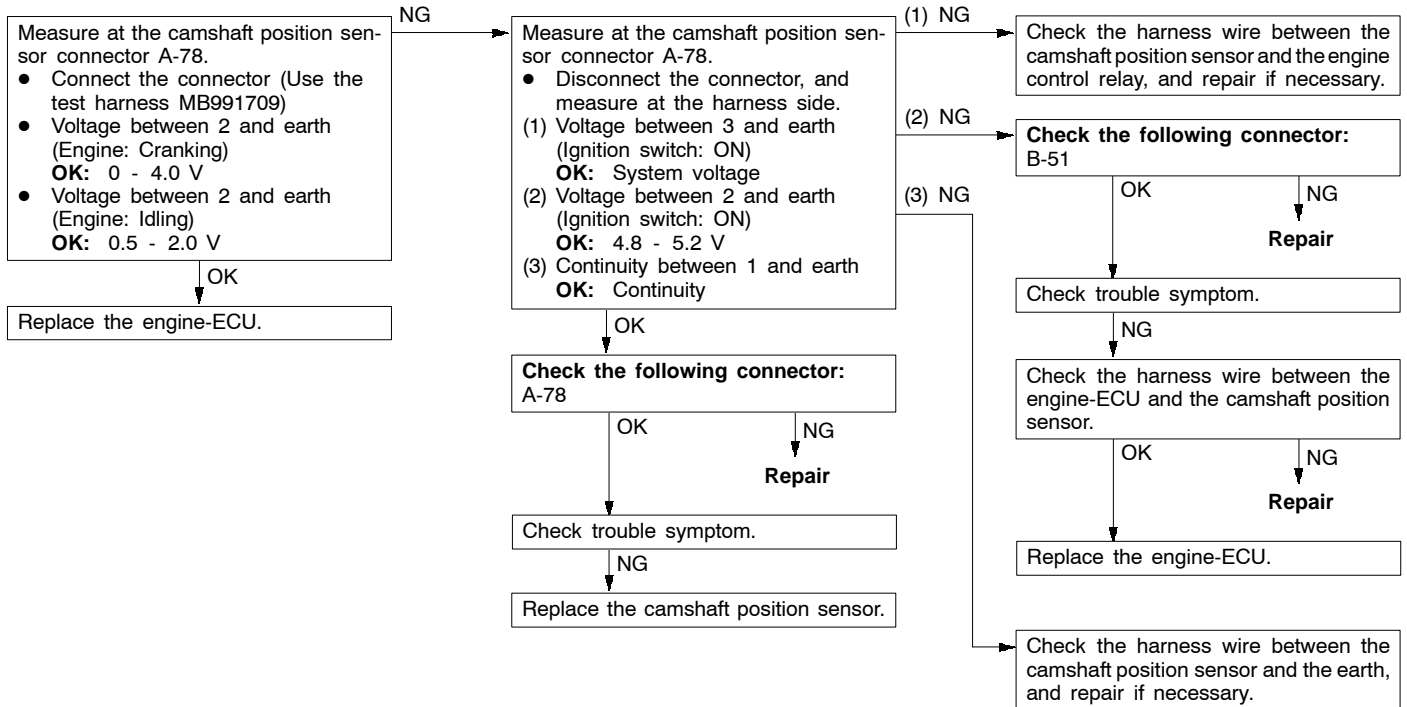 Measure at the camshaft position sen-
sor connector A-78.
● Connect the connector (Use the
test harness MB991709)
● Voltage between 2 and earth
(Engine: Cranking)
OK: 0 - 4.0 V
● Voltage between 2 and earth
(Engine: Idling)
OK: 0.5 - 2.0 V
NG
OK
Replace the engine-ECU.
Measure at the camshaft position sen-
sor connector A-78.
● Disconnect the connector, and
measure at the harness side.
(1) Voltage between 3 and earth
(Ignition switch: ON)
OK: System voltage
(2) Voltage between 2 and earth
(Ignition switch: ON)
OK: 4.8 - 5.2 V
(3) Continuity between 1 and earth
OK: Continuity
OK
Check the following connector:
A-78
OK
NG
Repair
Check trouble symptom.
NG
Replace the camshaft position sensor.
(1) NG
Check the harness wire between the
camshaft position sensor and the engine
control relay, and repair if necessary.
(2) NG
Check the following connector:
B-51
OK
NG
Repair
Check trouble symptom.
NG
Check the harness wire between the
engine-ECU and the camshaft position
sensor.
OK
NG
Repair
Replace the engine-ECU.
(3) NG
Check the harness wire between the
camshaft position sensor and the earth,
and repair if necessary.